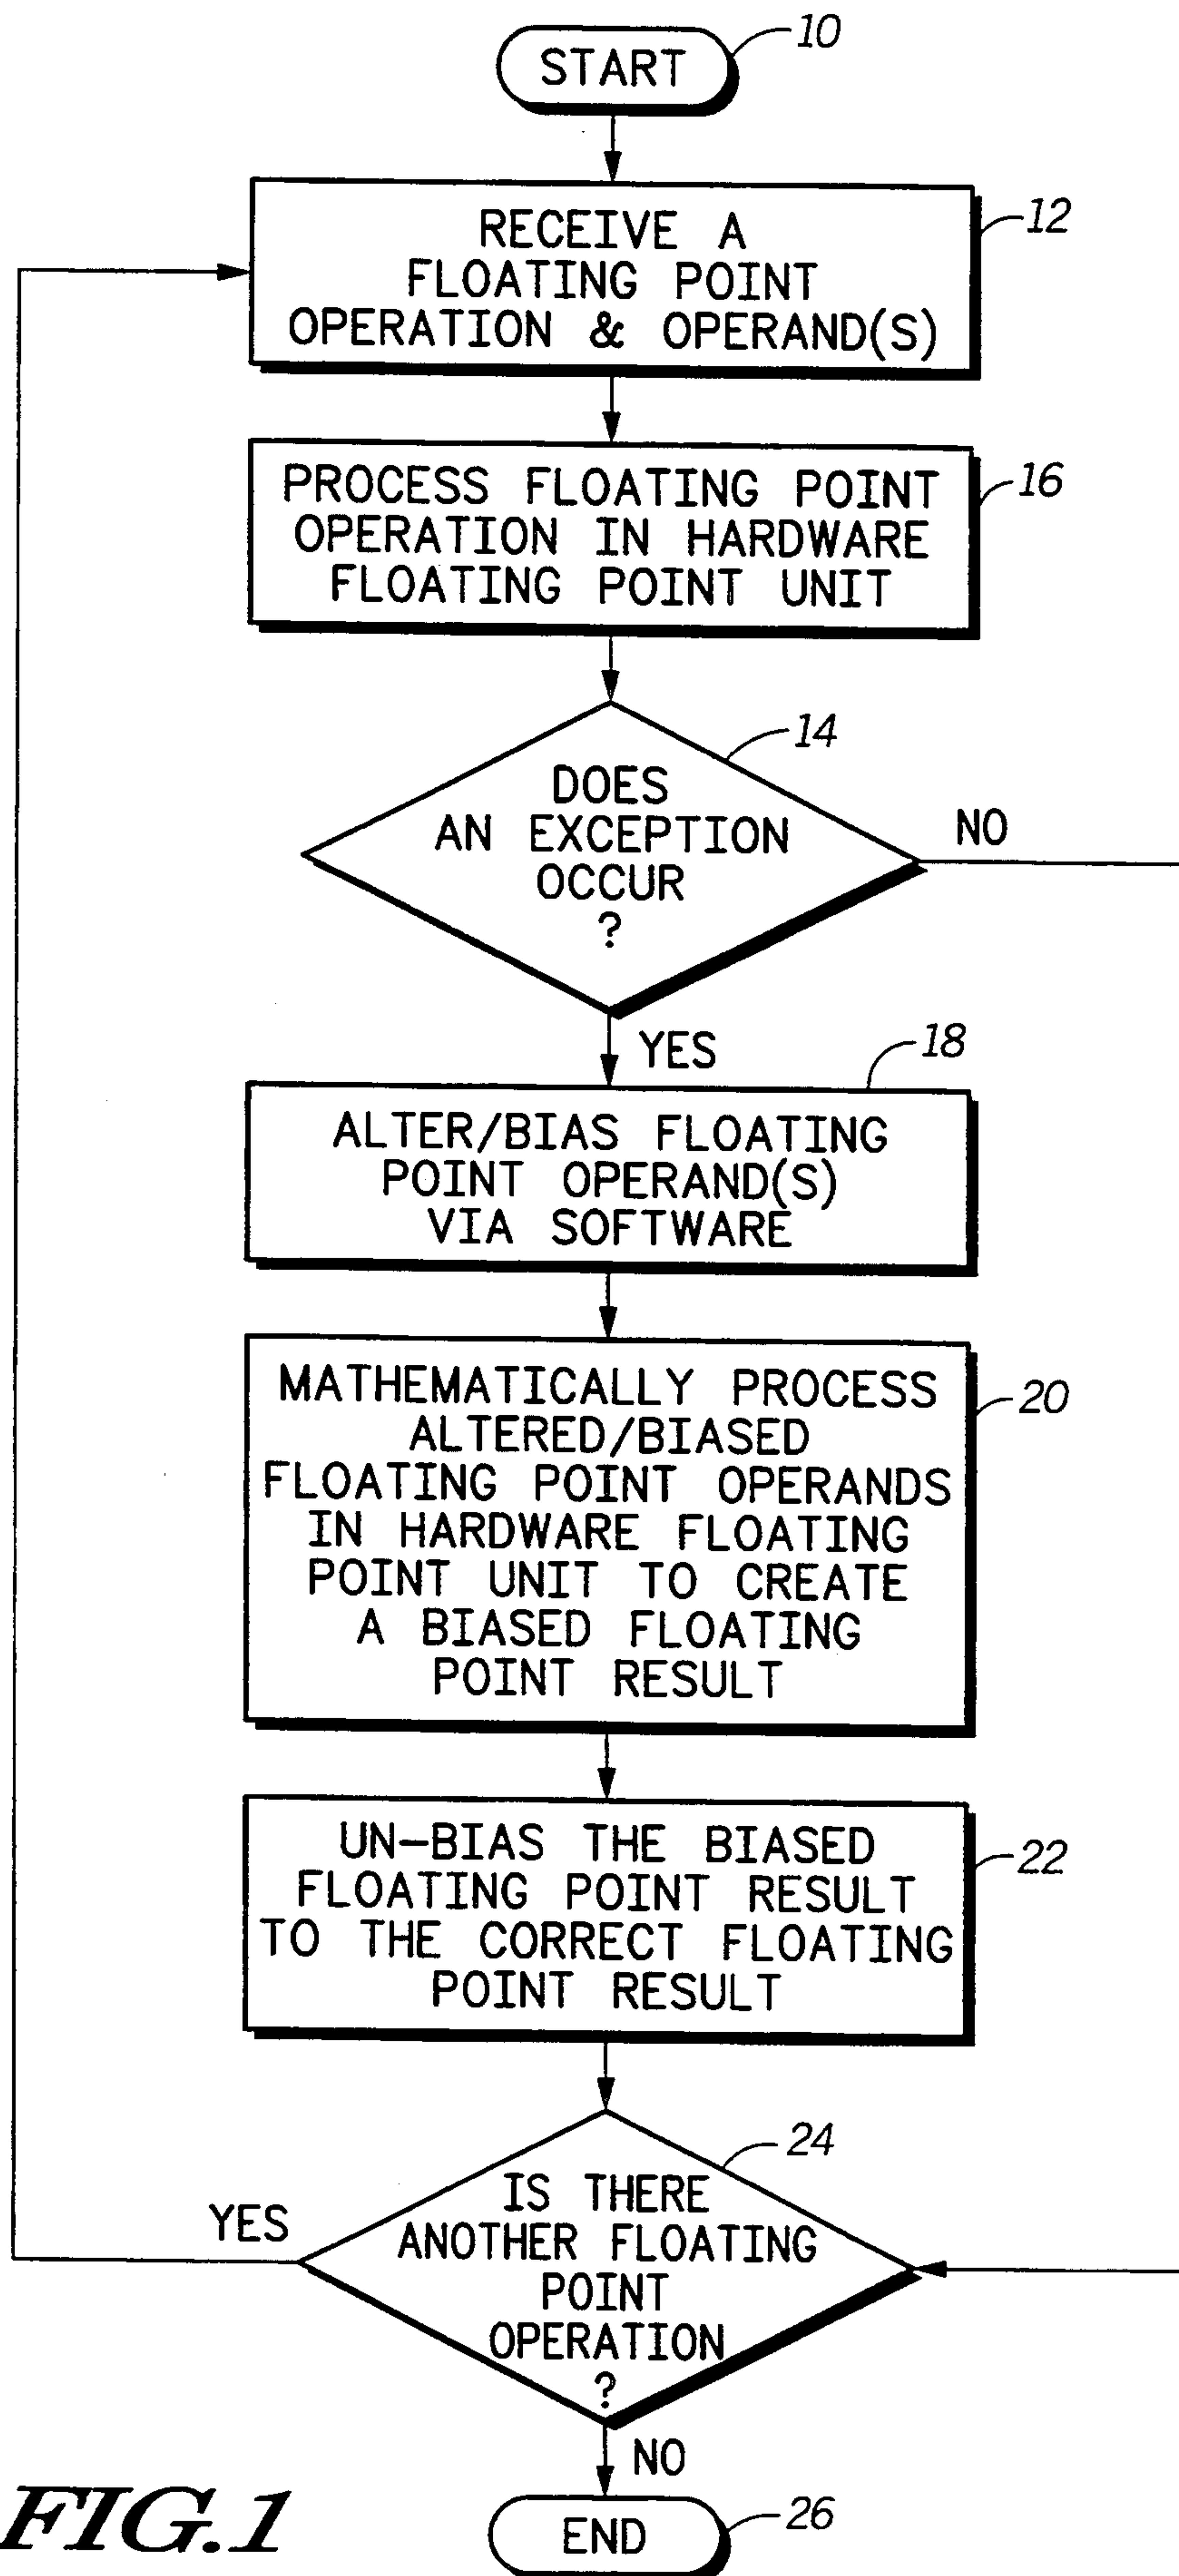 START
10
RECEIVE A
FLOATING POINT
OPERATION & OPERAND(S)
12
PROCESS FLOATING POINT
OPERATION IN HARDWARE
FLOATING POINT UNIT
16
14
DOES
AN EXCEPTION
OCCUR
?
NO
YES
18
ALTER/BIAS FLOATING
POINT OPERAND(S)
VIA SOFTWARE
MATHEMATICALLY PROCESS
ALTERED/BIASED
FLOATING POINT OPERANDS
IN HARDWARE FLOATING
POINT UNIT TO CREATE
A BIASED FLOATING
POINT RESULT
20
UN-BIAS THE BIASED
FLOATING POINT RESULT
TO THE CORRECT FLOATING
POINT RESULT
22
24
IS THERE
ANOTHER FLOATING
POINT
OPERATION
?
YES
NO
END
26
FIG.1